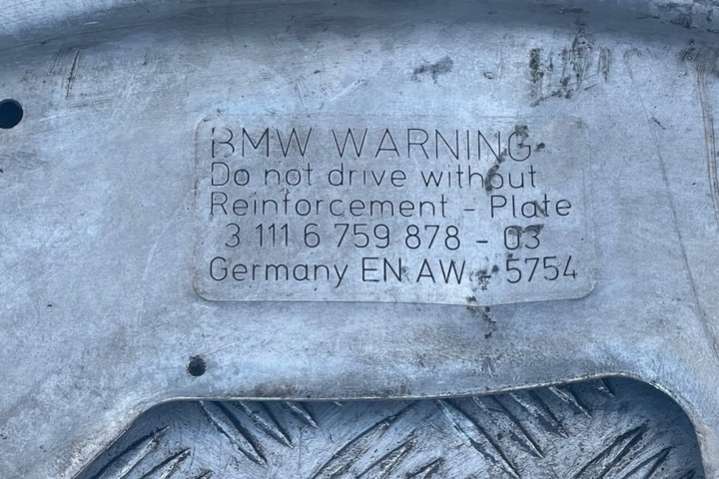 BMW WARNING
Do not drive without
Reinforcement - Plate
3 111 6 759 878 - 03
Germany EN AW - 5754